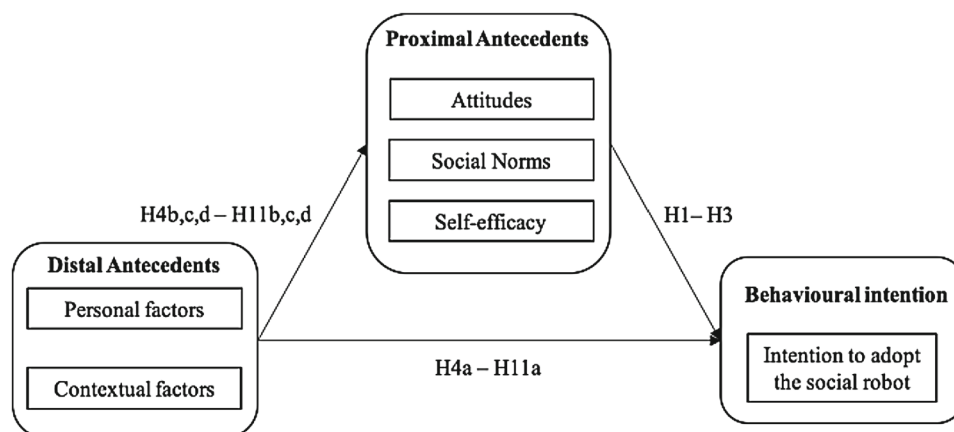 Proximal Antecedents
Attitudes
Social Norms
Self-efficacy
H4b,c,d – H11b,c,d
H1– H3
Distal Antecedents
Personal factors
Contextual factors
H4a – H11a
Behavioural intention
Intention to adopt
the social robot